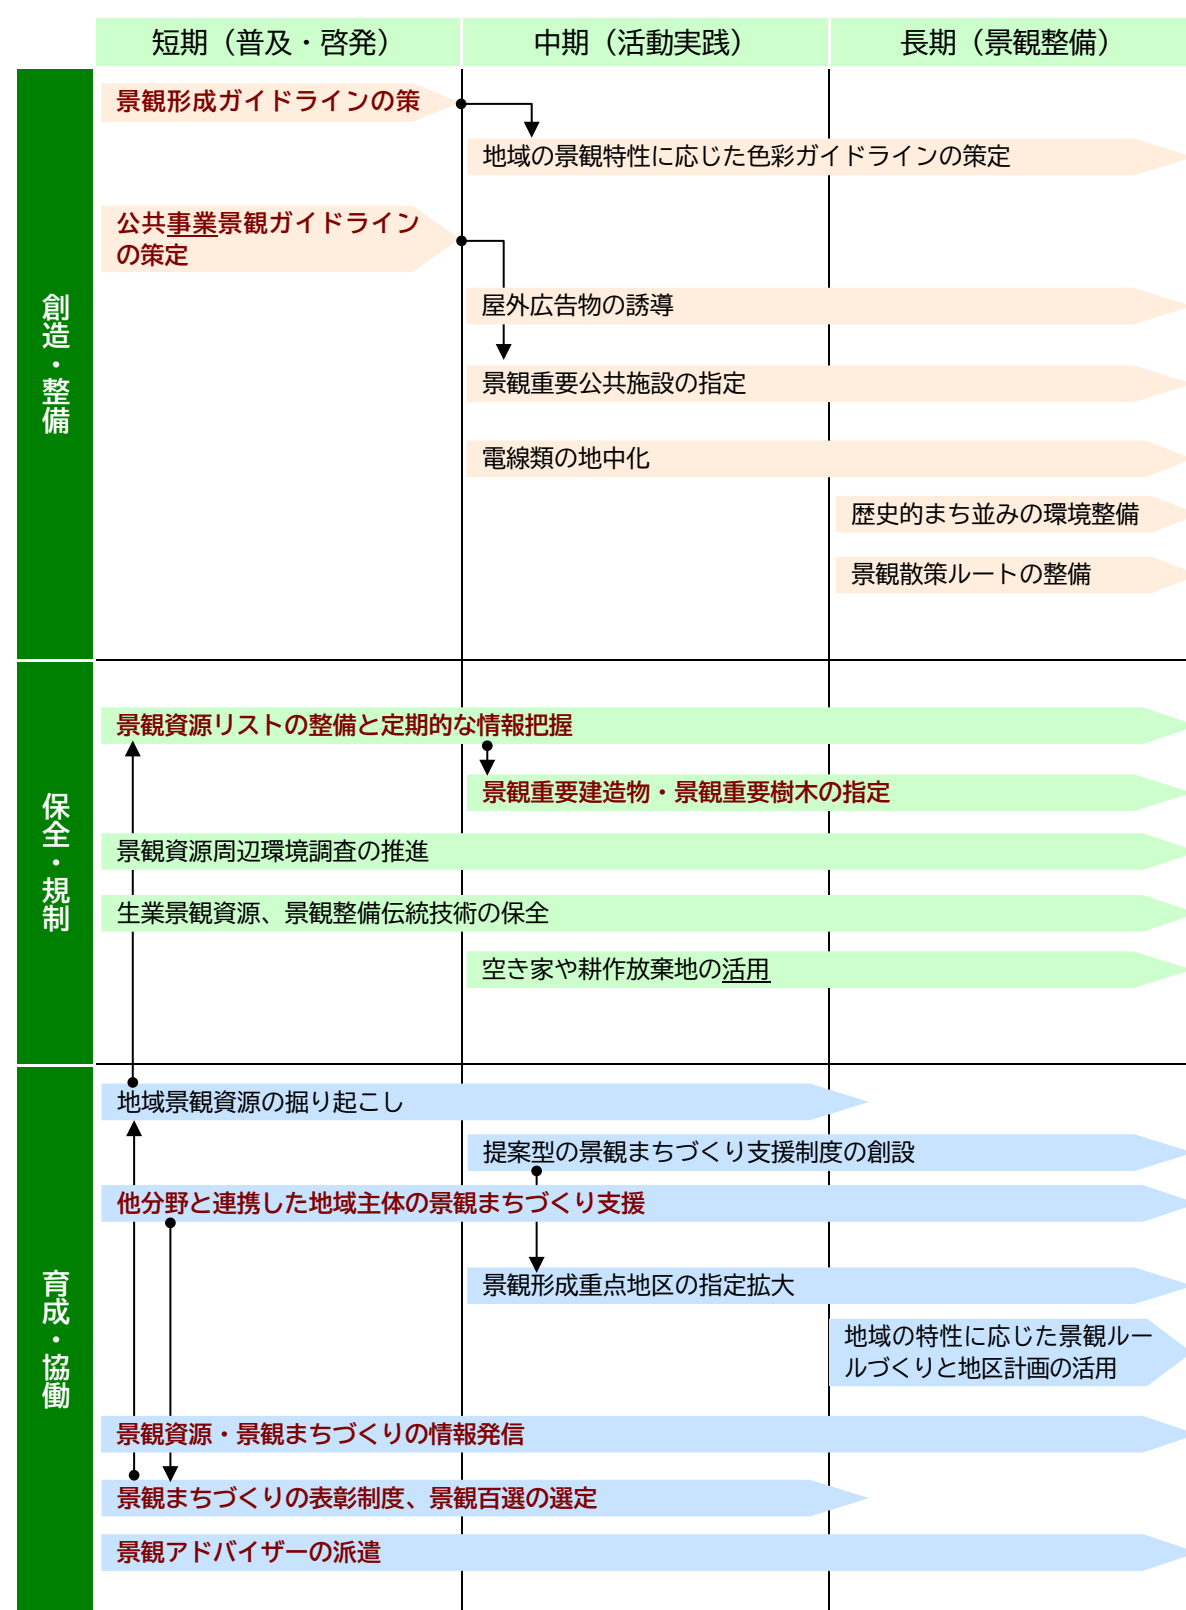 短期（普及・啓発）
中期（活動実践）
長期（景観整備）
創造・整備
景観形成ガイドラインの策
地域の景観特性に応じた色彩ガイドラインの策定
公共事業景観ガイドライン
の策定
屋外広告物の誘導
景観重要公共施設の指定
電線類の地中化
歴史的まち並みの環境整備
景観散策ルートの整備
保全・規制
景観資源リストの整備と定期的な情報把握
景観重要建造物・景観重要樹木の指定
景観資源周辺環境調査の推進
生業景観資源、景観整備伝統技術の保全
空き家や耕作放棄地の活用
育成・協働
地域景観資源の掘り起こし
提案型の景観まちづくり支援制度の創設
他分野と連携した地域主体の景観まちづくり支援
景観形成重点地区の指定拡大
地域の特性に応じた景観ルー
ルづくりと地区計画の活用
景観資源・景観まちづくりの情報発信
景観まちづくりの表彰制度、景観百選の選定
景観アドバイザーの派遣